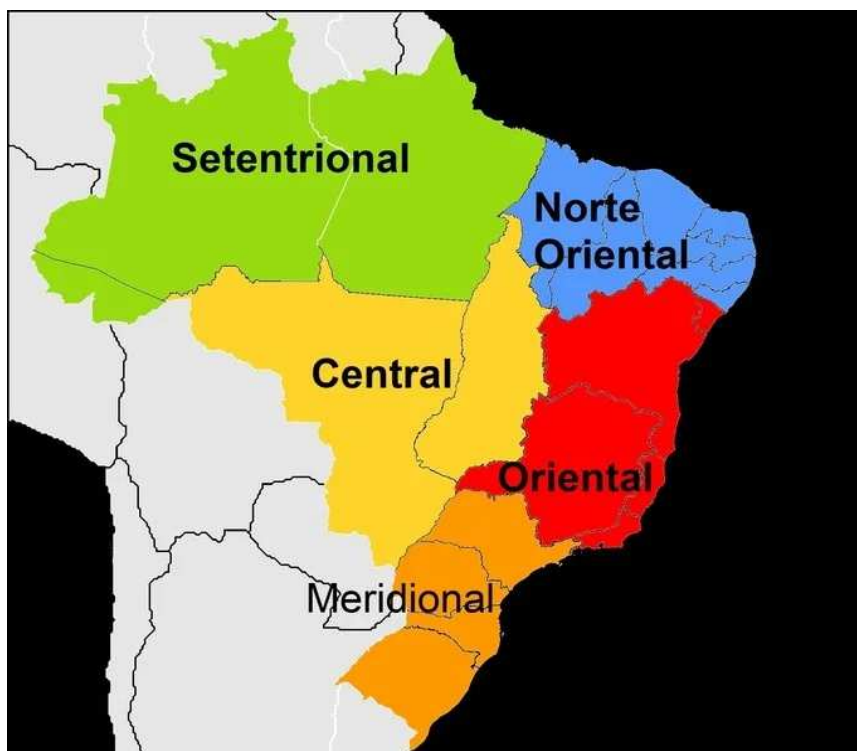 Setentrional
Norte
Oriental
Central
Oriental
Meridional